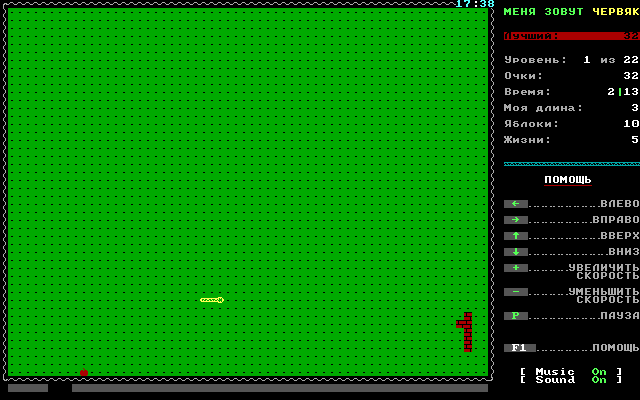 17:38
МЕНЯ ЗОВУТ ЧЕРВЯК
Лучший: 32
Уровень: 1 из 22
Очки: 32
Время: 2|13
Моя длина: 3
Яблоки: 10
Жизни: 5
ПОМОЩЬ
← ВЛЕВО
→ ВПРАВО
↑ ВВЕРХ
↓ ВНИЗ
+ УВЕЛИЧИТЬ
СКОРОСТЬ
- УМЕНЬШИТЬ
СКОРОСТЬ
P ПАУЗА
F1 ПОМОЩЬ
[ Music On ]
[ Sound On ]